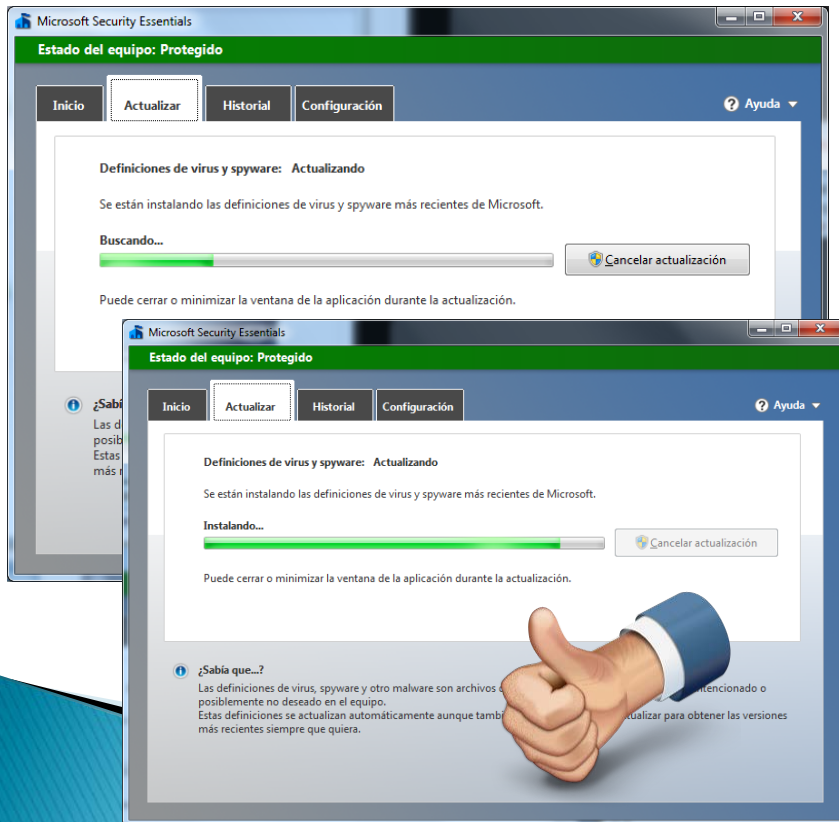 Microsoft Security Essentials
Estado del equipo: Protegido
Inicio Actualizar Historial Configuración Ayuda
Definiciones de virus y spyware: Actualizando
Se están instalando las definiciones de virus y spyware más recientes de Microsoft.
Buscando...
Cancelar actualización
Puede cerrar o minimizar la ventana de la aplicación durante la actualización.
¿Sabí
Las d
posib
Estas
más r
Microsoft Security Essentials
Estado del equipo: Protegido
Inicio Actualizar Historial Configuración Ayuda
Definiciones de virus y spyware: Actualizando
Se están instalando las definiciones de virus y spyware más recientes de Microsoft.
Instalando...
Cancelar actualización
Puede cerrar o minimizar la ventana de la aplicación durante la actualización.
¿Sabía que...?
Las definiciones de virus, spyware y otro malware son archivos tencionado o
posiblemente no deseado en el equipo.
Estas definiciones se actualizan automáticamente aunque tambi tualizar para obtener las versiones
más recientes siempre que quiera.